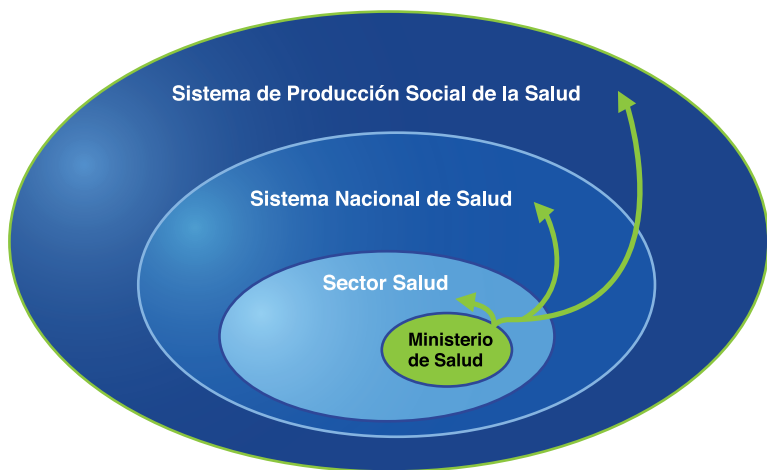 Sistema de Producción Social de la Salud
Sistema Nacional de Salud
Sector Salud
Ministerio
de Salud